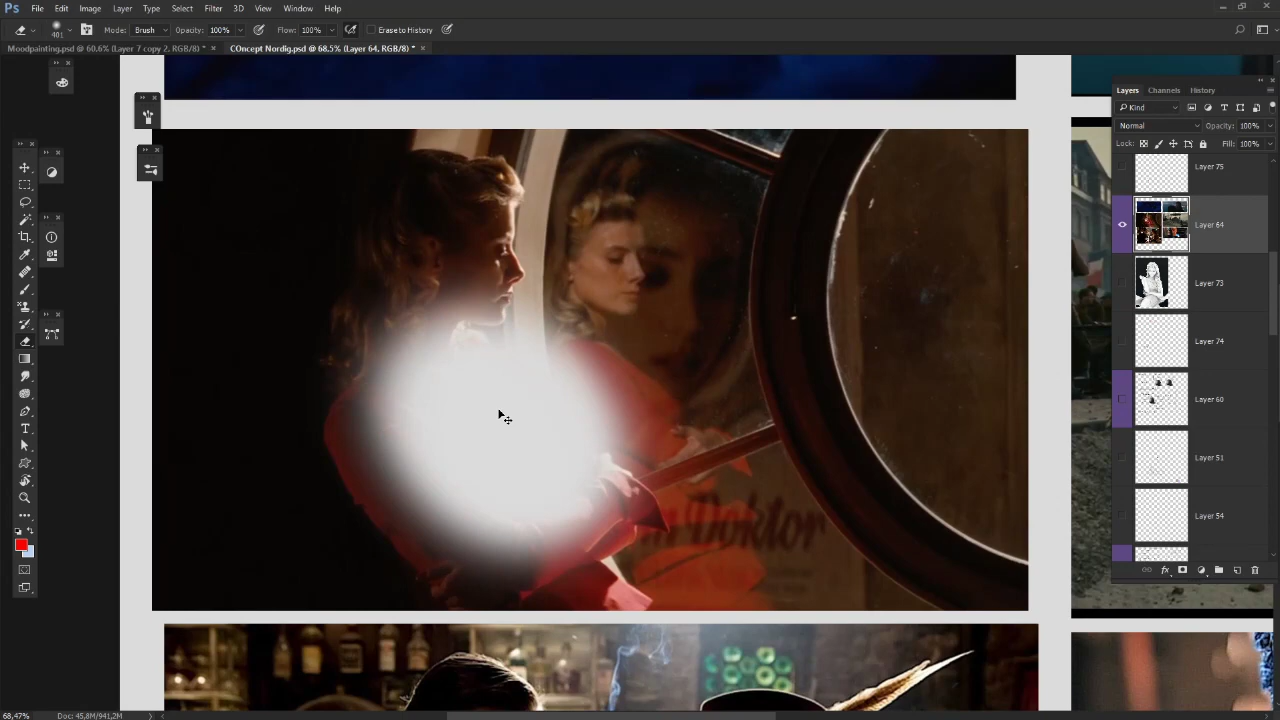 Ps File Edit Image Layer Type Select Filter 3D View Window Help
401 Mode: Brush Opacity: 100% Flow: 100% Erase to History
Moodpainting.psd @ 60,6% (Layer 7 copy 2, RGB/8) * × COncept Nordig.psd @ 68.5% (Layer 64, RGB/8) * ×
Layers Channels History
Kind
Normal Opacity: 100%
Lock: Fill: 100%
Layer 75
Layer 64
Layer 73
Layer 74
Layer 60
Layer 51
Layer 54
Doktor
68,47% Doc: 45,8M/941,2M